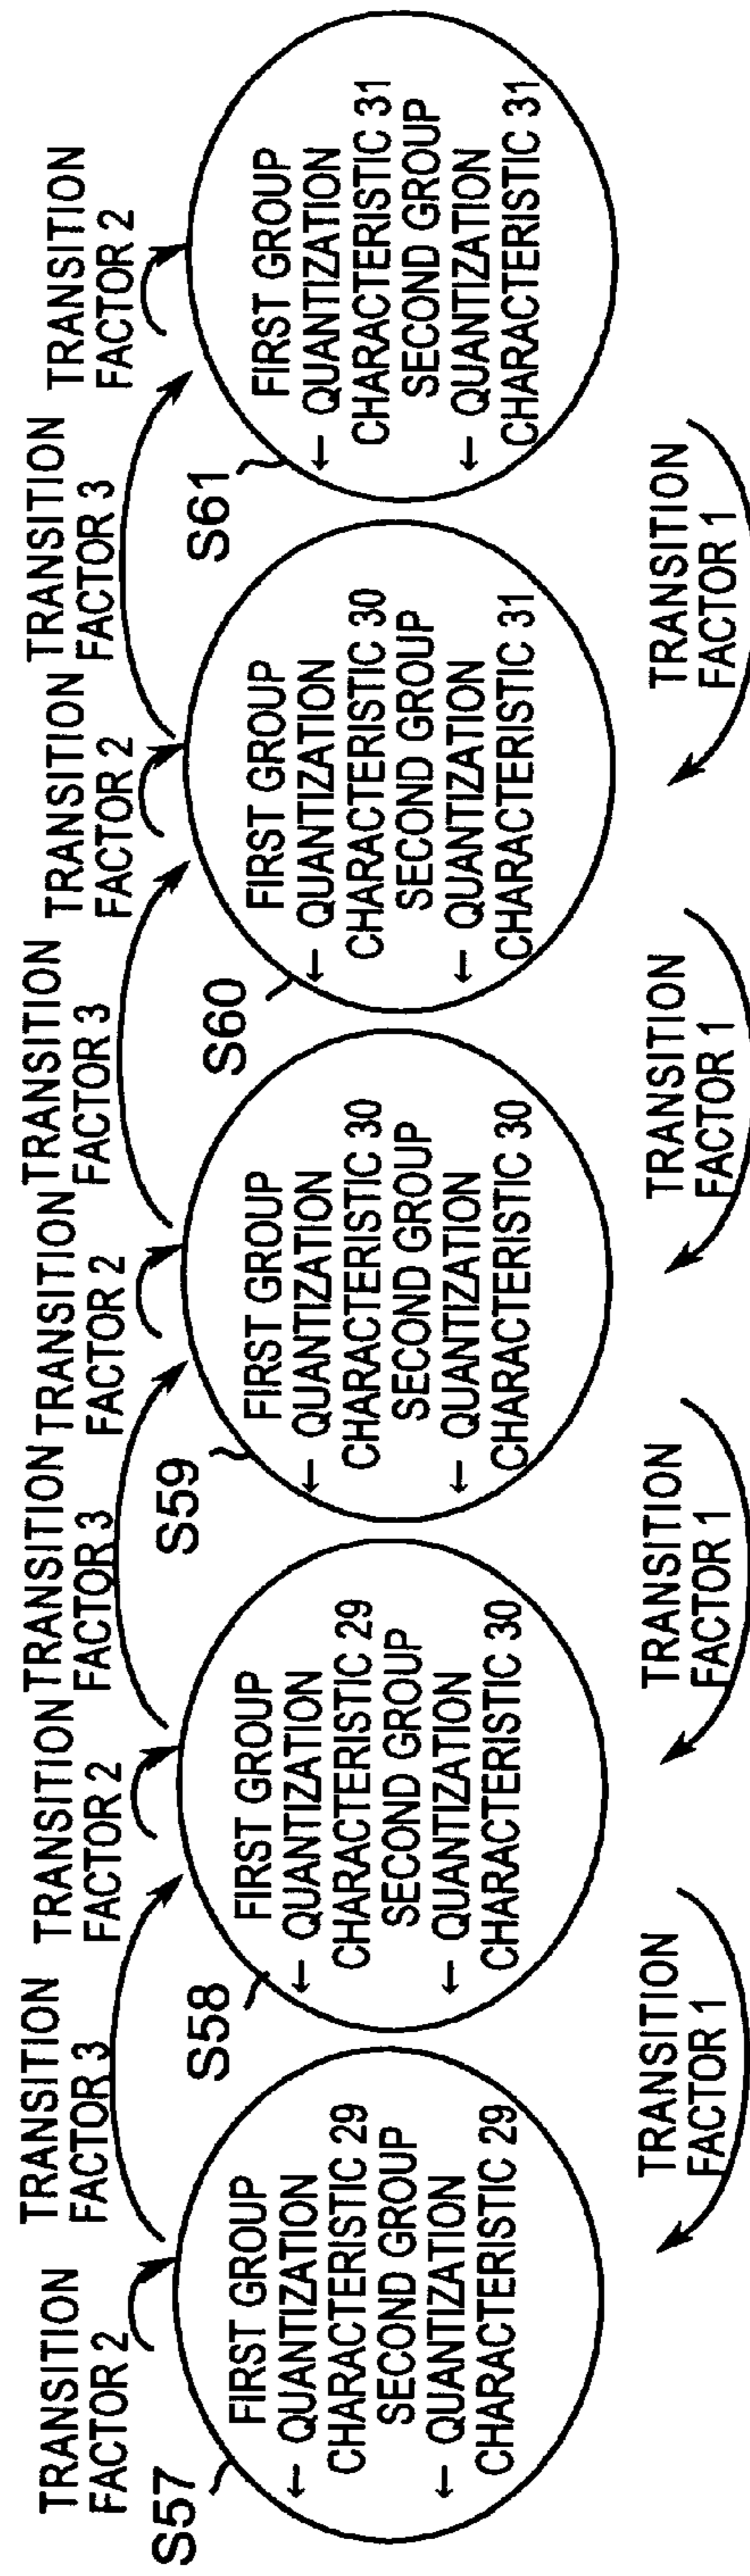 TRANSITION
FACTOR 2
S57
FIRST GROUP
← QUANTIZATION
CHARACTERISTIC 29
SECOND GROUP
← QUANTIZATION
CHARACTERISTIC 29
TRANSITION
FACTOR 3
TRANSITION
FACTOR 1
TRANSITION
FACTOR 2
S58
FIRST GROUP
← QUANTIZATION
CHARACTERISTIC 29
SECOND GROUP
← QUANTIZATION
CHARACTERISTIC 30
TRANSITION
FACTOR 3
TRANSITION
FACTOR 1
TRANSITION
FACTOR 2
S59
FIRST GROUP
← QUANTIZATION
CHARACTERISTIC 30
SECOND GROUP
← QUANTIZATION
CHARACTERISTIC 30
TRANSITION
FACTOR 3
TRANSITION
FACTOR 1
TRANSITION
FACTOR 2
S60
FIRST GROUP
← QUANTIZATION
CHARACTERISTIC 30
SECOND GROUP
← QUANTIZATION
CHARACTERISTIC 31
TRANSITION
FACTOR 3
TRANSITION
FACTOR 1
TRANSITION
FACTOR 2
S61
FIRST GROUP
← QUANTIZATION
CHARACTERISTIC 31
SECOND GROUP
← QUANTIZATION
CHARACTERISTIC 31